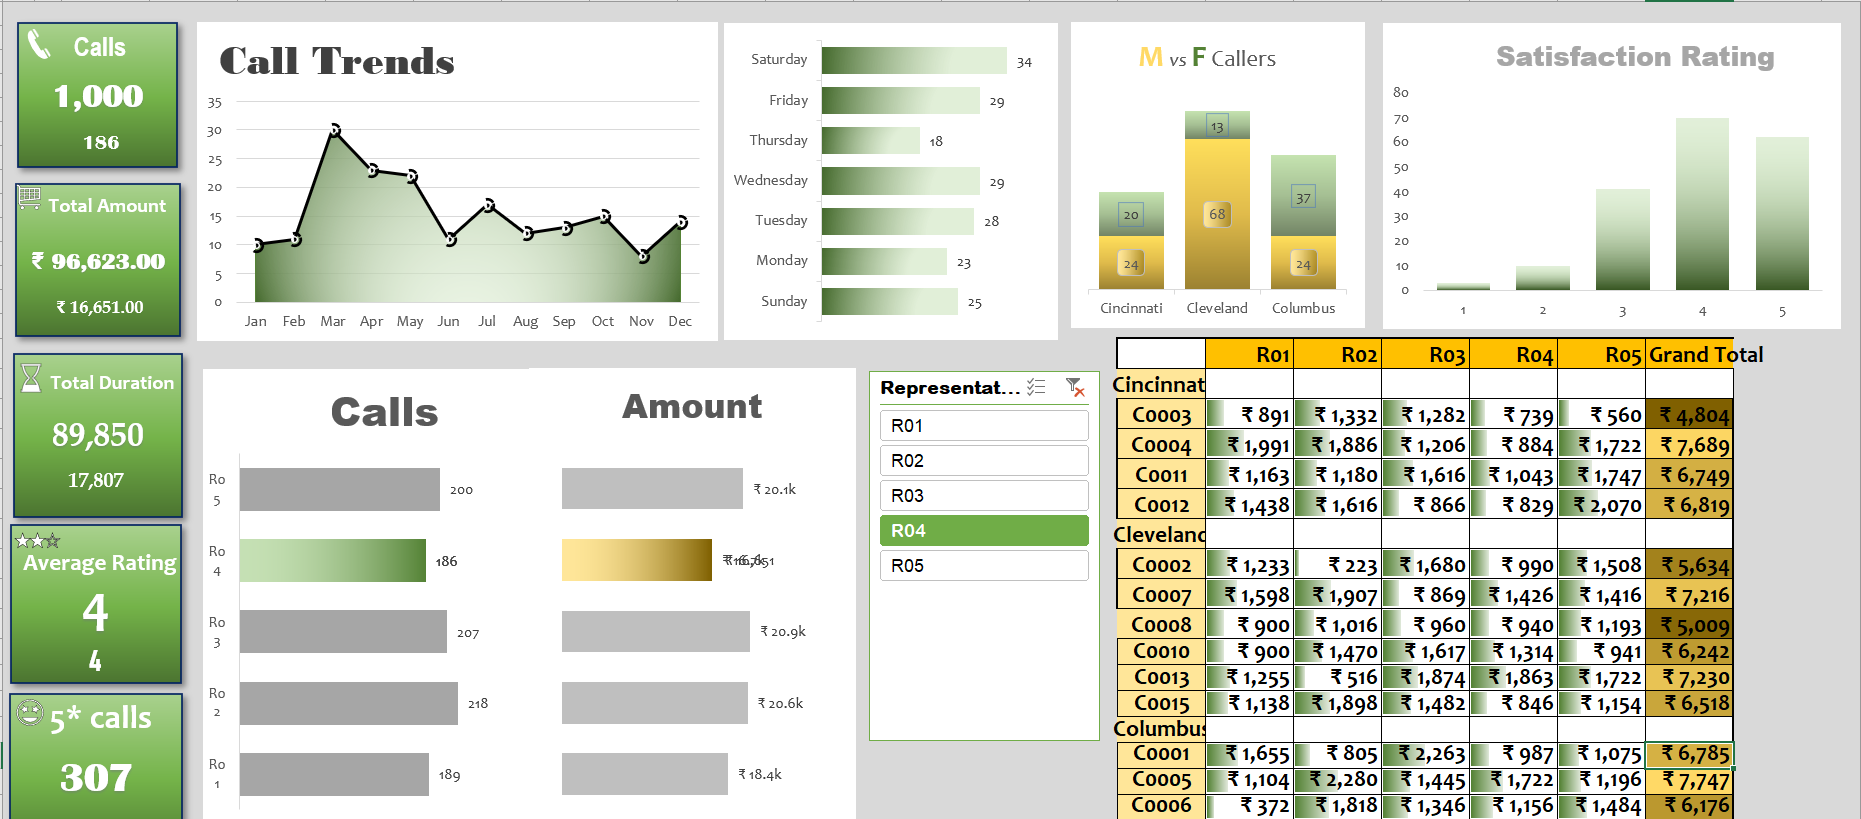 Calls
1,000
186
Total Amount
₹ 96,623.00
₹ 16,651.00
Total Duration
89,850
17,807
Average Rating
4
4
5* calls
307
Call Trends
35
30
25
20
15
10
5
0
Jan Feb Mar Apr May Jun Jul Aug Sep Oct Nov Dec
Saturday 34
Friday 29
Thursday 18
Wednesday 29
Tuesday 28
Monday 23
Sunday 25
M vs F Callers
20 13 37
24 68 24
Cincinnati Cleveland Columbus
Satisfaction Rating
80
70
60
50
40
30
20
10
0
1 2 3 4 5
Calls
R0 5 200
R0 4 186
R0 3 207
R0 2 218
R0 1 189
Amount
₹ 20.1k
₹ 20.9k
₹ 20.6k
₹ 18.4k
Representat...
R01
R02
R03
R04
R05
R01 R02 R03 R04 R05 Grand Total
Cincinnat
C0003 ₹ 891 ₹ 1,332 ₹ 1,282 ₹ 739 ₹ 560 ₹ 4,804
C0004 ₹ 1,991 ₹ 1,886 ₹ 1,206 ₹ 884 ₹ 1,722 ₹ 7,689
C0011 ₹ 1,163 ₹ 1,180 ₹ 1,616 ₹ 1,043 ₹ 1,747 ₹ 6,749
C0012 ₹ 1,438 ₹ 1,616 ₹ 866 ₹ 829 ₹ 2,070 ₹ 6,819
Cleveland
C0002 ₹ 1,233 ₹ 223 ₹ 1,680 ₹ 990 ₹ 1,508 ₹ 5,634
C0007 ₹ 1,598 ₹ 1,907 ₹ 869 ₹ 1,426 ₹ 1,416 ₹ 7,216
C0008 ₹ 900 ₹ 1,016 ₹ 960 ₹ 940 ₹ 1,193 ₹ 5,009
C0010 ₹ 900 ₹ 1,470 ₹ 1,617 ₹ 1,314 ₹ 941 ₹ 6,242
C0013 ₹ 1,255 ₹ 516 ₹ 1,874 ₹ 1,863 ₹ 1,722 ₹ 7,230
C0015 ₹ 1,138 ₹ 1,898 ₹ 1,482 ₹ 846 ₹ 1,154 ₹ 6,518
Columbus
C0001 ₹ 1,655 ₹ 805 ₹ 2,263 ₹ 987 ₹ 1,075 ₹ 6,785
C0005 ₹ 1,104 ₹ 2,280 ₹ 1,445 ₹ 1,722 ₹ 1,196 ₹ 7,747
C0006 ₹ 372 ₹ 1,818 ₹ 1,346 ₹ 1,156 ₹ 1,484 ₹ 6,176